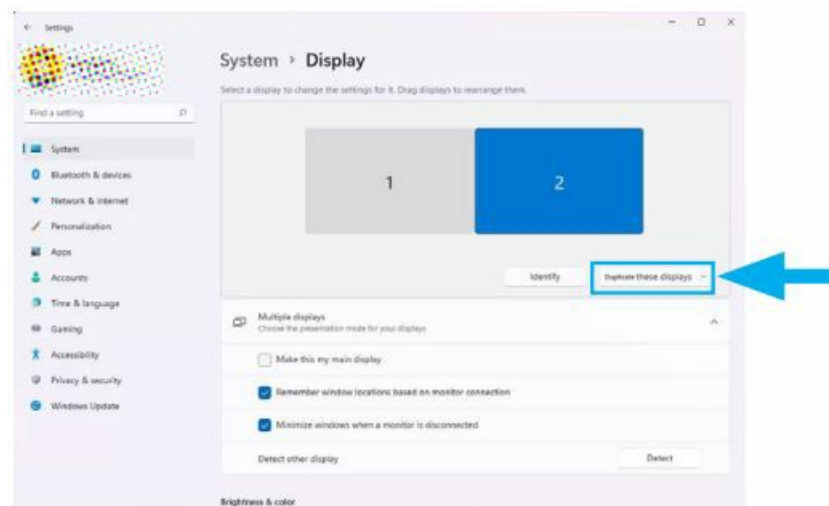 Settings
System > Display
Select a display to change the settings for it. Drag displays to rearrange them.
Find a setting
System
Bluetooth & devices
Network & internet
Personalization
Apps
Accounts
Time & language
Gaming
Accessibility
Privacy & security
Windows Update
1
2
Identify
Duplicate these displays
Multiple displays
Choose the presentation mode for your displays
Make this my main display
Remember window locations based on monitor connection
Minimize windows when a monitor is disconnected
Detect other display
Detect
Brightness & color